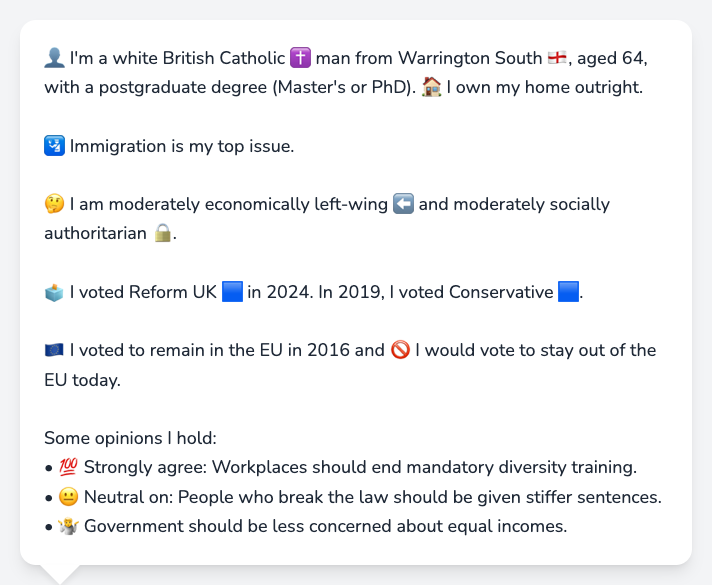 👤 I'm a white British Catholic ✝️ man from Warrington South 🏴󠁧󠁢󠁥󠁮󠁧󠁿, aged 64,
with a postgraduate degree (Master's or PhD). 🏠 I own my home outright.
🛂 Immigration is my top issue.
🤔 I am moderately economically left-wing ⬅️ and moderately socially
authoritarian 🔒.
🗳️ I voted Reform UK 🟦 in 2024. In 2019, I voted Conservative 🟦.
🇪🇺 I voted to remain in the EU in 2016 and 🚫 I would vote to stay out of the
EU today.
Some opinions I hold:
• 💯 Strongly agree: Workplaces should end mandatory diversity training.
• 😐 Neutral on: People who break the law should be given stiffer sentences.
• 🤷 Government should be less concerned about equal incomes.